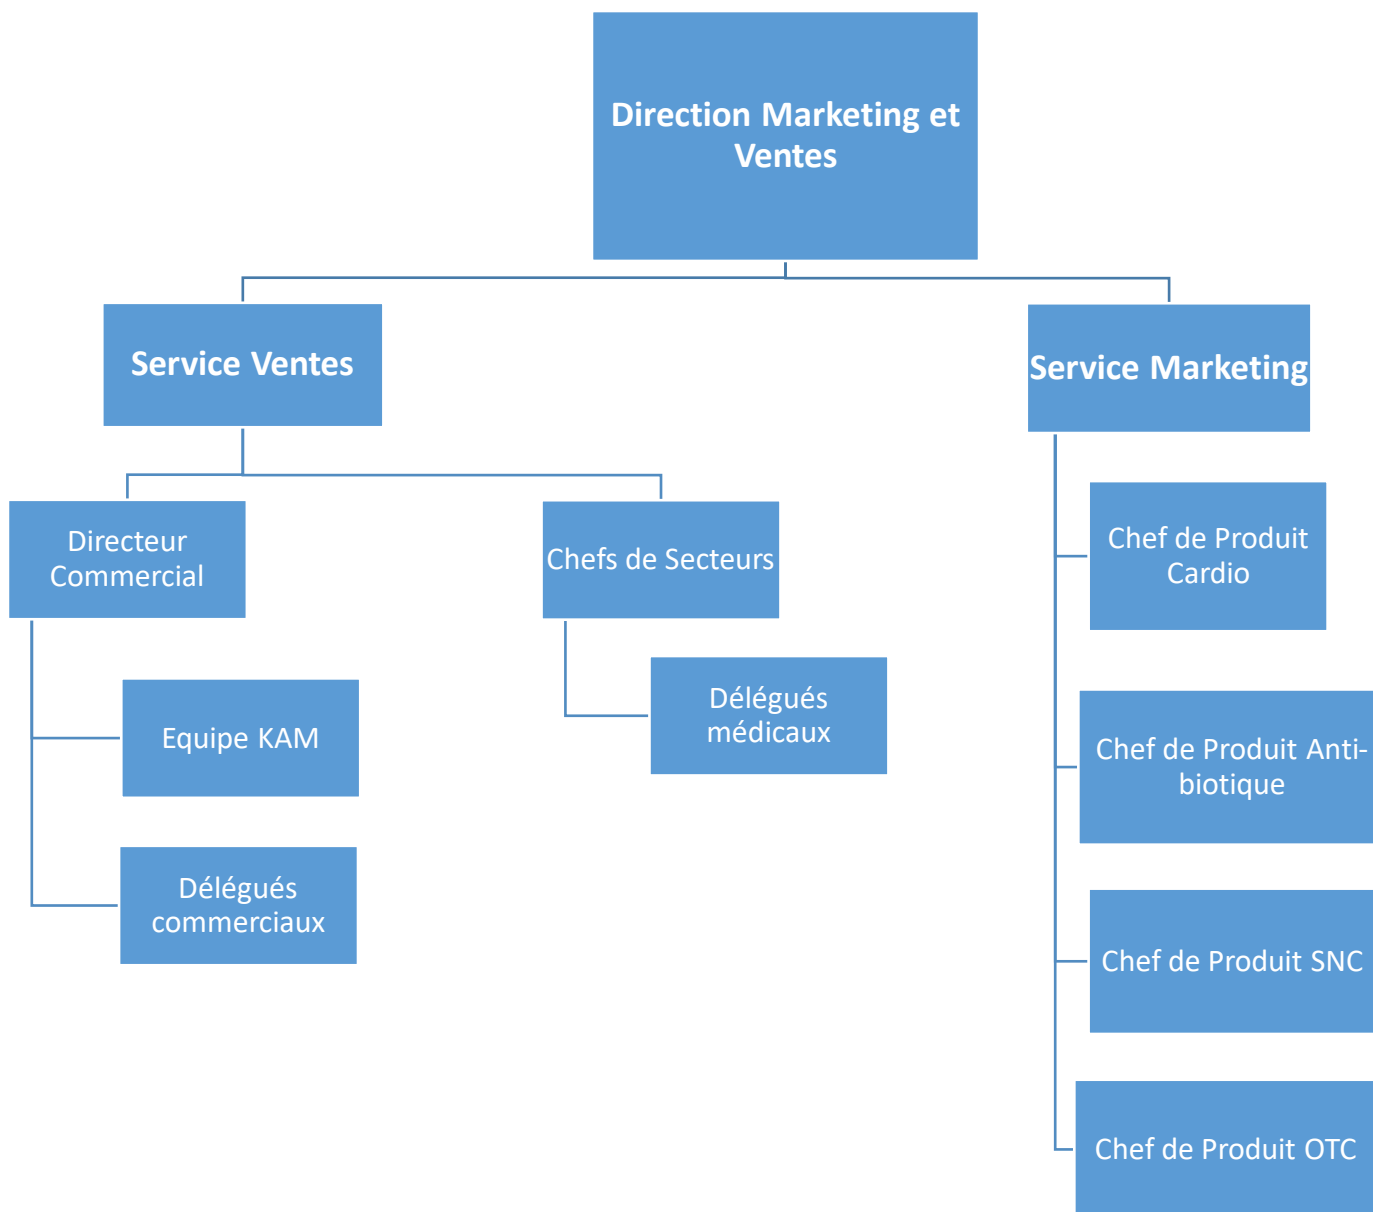 Direction Marketing et
Ventes
Service Ventes
Service Marketing
Directeur
Commercial
Chefs de Secteurs
Chef de Produit
Cardio
Equipe KAM
Délégués
médicaux
Chef de Produit Anti-
biotique
Délégués
commerciaux
Chef de Produit SNC
Chef de Produit OTC